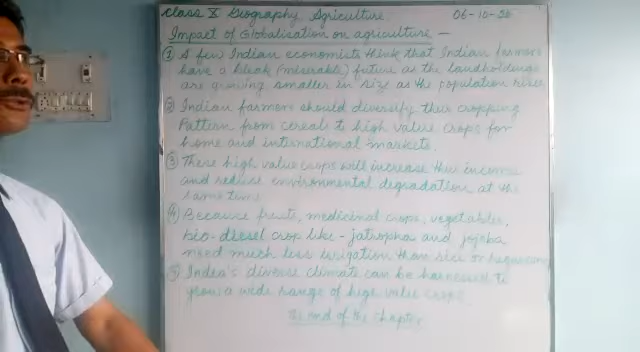 Class X Geography Agriculture. 06-10-20
Impact of Globalisation on agriculture —
① A few Indian economists think that Indian farmers
have a bleak (miserable) future as the landholdings
are growing smaller in size as the population rises
② Indian farmers should diversify their cropping
Pattern from cereals to high value crops for
home and international markets.
③ These high value crops will increase their income
and reduce environmental degradation at the
same time
④ Because fruits, medicinal crops, vegetables,
bio-diesel crop like - jatropha and jojoba
need much less irrigation than rice or sugarcane
⑤ India's diverse climate can be harnessed to
grow a wide range of high value crops
The end of the chapter